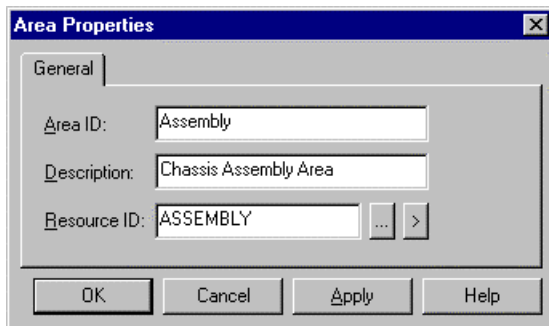 Area Properties
General
Area ID: Assembly
Description: Chassis Assembly Area
Resource ID: ASSEMBLY ... >
OK Cancel Apply Help